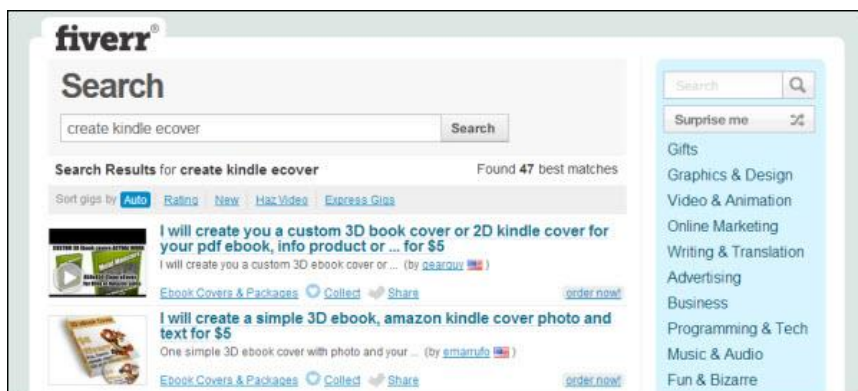 fiverr®
Search
create kindle ecover
Search
Search Results for create kindle ecover
Found 47 best matches
Sort gigs by Auto Rating New Haz Video Express Gigs
I will create you a custom 3D book cover or 2D kindle cover for
your pdf ebook, info product or ... for $5
I will create you a custom 3D ebook cover or ... (by gearguy )
Ebook Covers & Packages Collect Share order now!
I will create a simple 3D ebook, amazon kindle cover photo and
text for $5
One simple 3D ebook cover with photo and your ... (by emarrufo )
Ebook Covers & Packages Collect Share order now!
Search
Surprise me
Gifts
Graphics & Design
Video & Animation
Online Marketing
Writing & Translation
Advertising
Business
Programming & Tech
Music & Audio
Fun & Bizarre